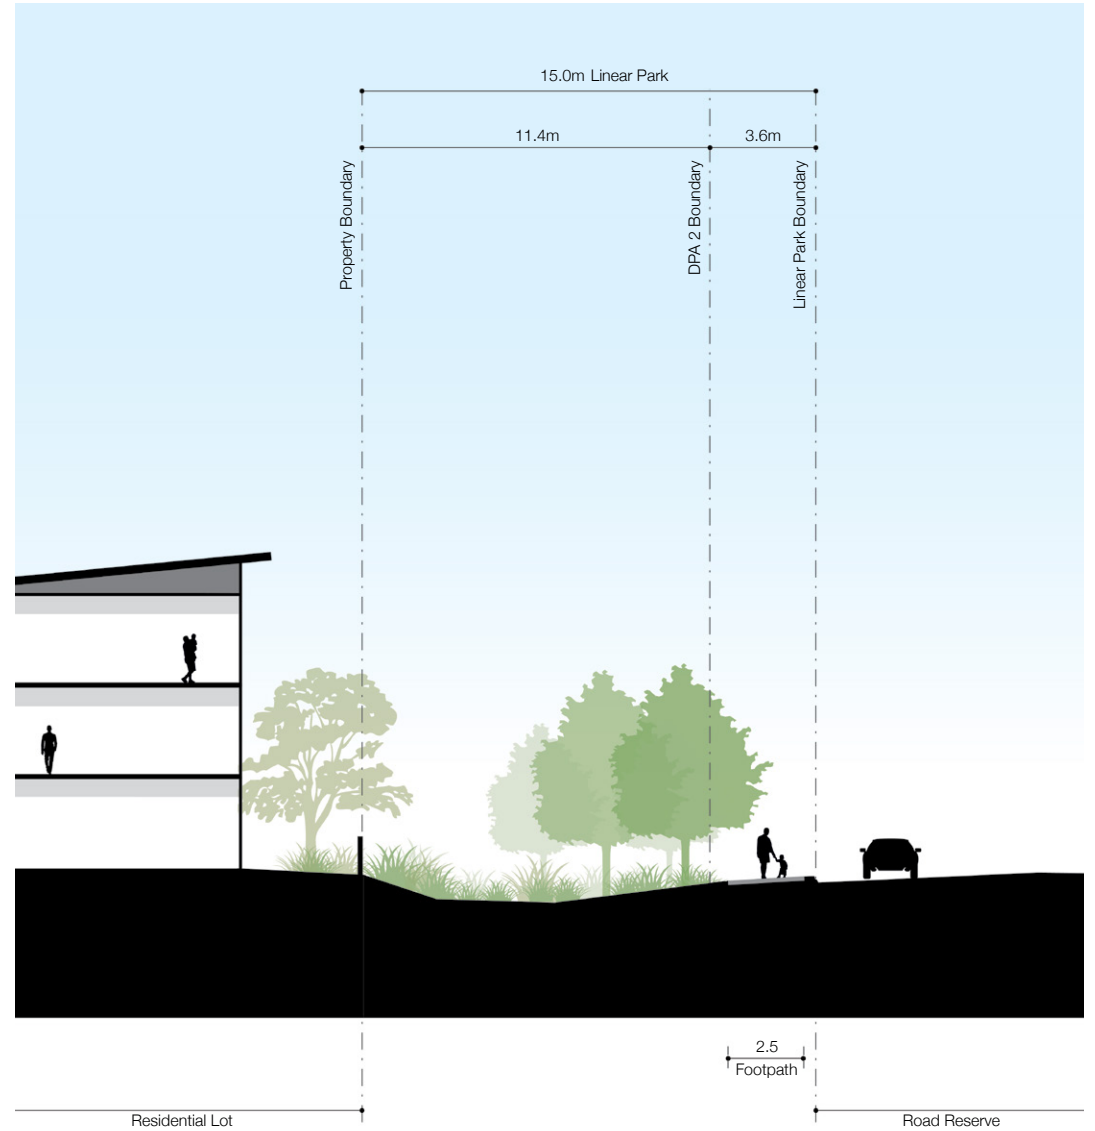 15.0m Linear Park
11.4m
3.6m
Property Boundary
DPA 2 Boundary
Linear Park Boundary
2.5
Footpath
Residential Lot
Road Reserve